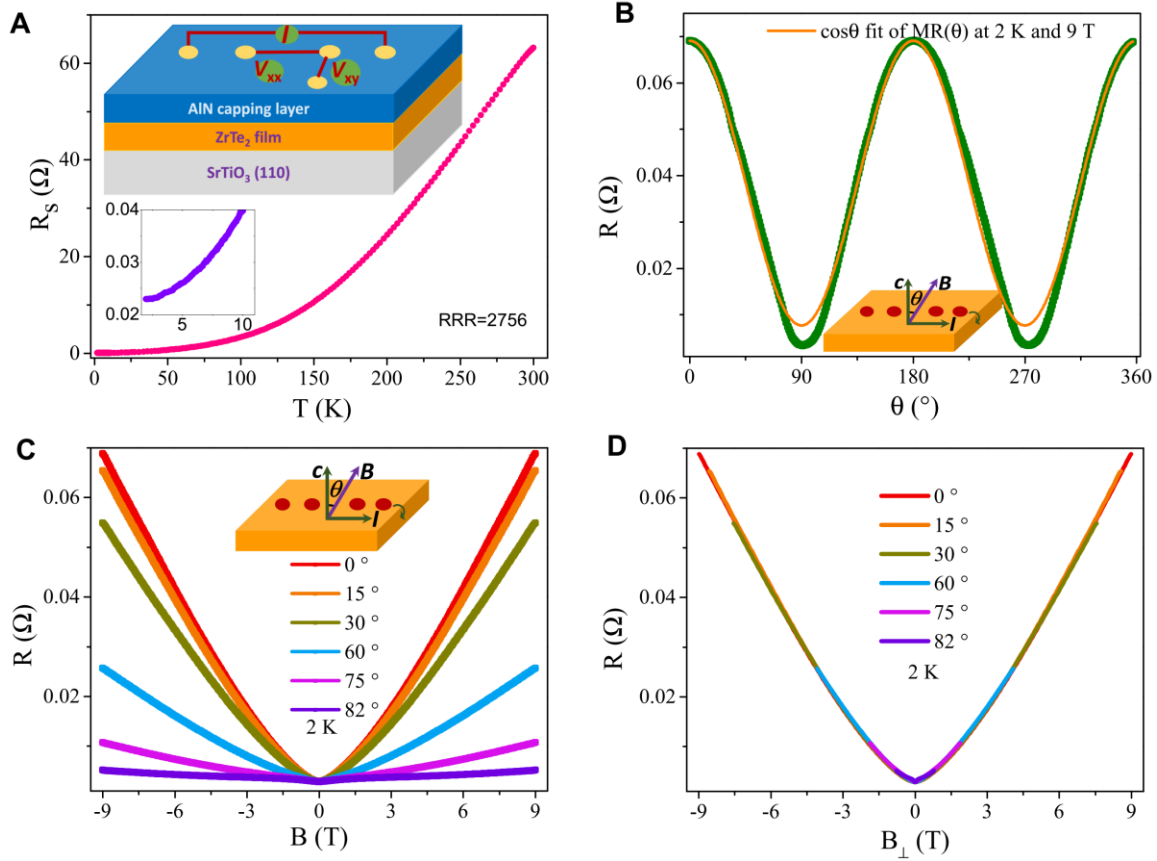 A
I
Vxx
Vxy
AlN capping layer
ZrTe2 film
SrTiO3 (110)
RS (Ω)
60
40
20
0
0.04
0.03
0.02
5
10
RRR=2756
0
50
100
150
200
250
300
T (K)
B
cosθ fit of MR(θ) at 2 K and 9 T
R (Ω)
0.06
0.04
0.02
c
B
θ
I
0
90
180
270
360
θ (°)
C
R (Ω)
0.06
0.04
0.02
c
B
θ
I
0 °
15 °
30 °
60 °
75 °
82 °
2 K
-9
-6
-3
0
3
6
9
B (T)
D
R (Ω)
0.06
0.04
0.02
0 °
15 °
30 °
60 °
75 °
82 °
2 K
-9
-6
-3
0
3
6
9
B⊥ (T)